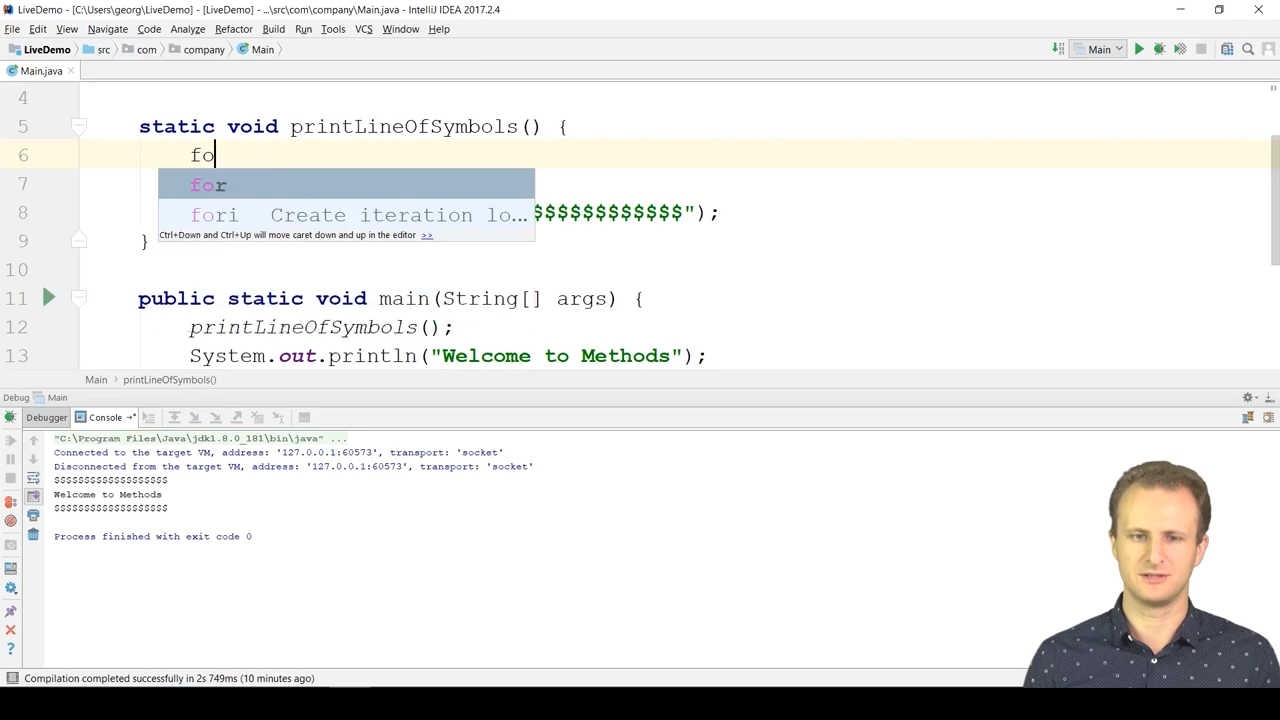 LiveDemo - [C:\Users\georg\LiveDemo] - [LiveDemo] - ...\src\com\company\Main.java - IntelliJ IDEA 2017.2.4
File Edit View Navigate Code Analyze Refactor Build Run Tools VCS Window Help
LiveDemo src com company Main Main
Main.java
4
5 static void printLineOfSymbols() {
6 fo
for
7
8 $$$$$$$$$$$$");
fori Create iteration lo...
Ctrl+Down and Ctrl+Up will move caret down and up in the editor >>
9 }
10
11 public static void main(String[] args) {
12 printLineOfSymbols();
13 System.out.println("Welcome to Methods");
Main printLineOfSymbols()
Debug Main
Debugger Console
"C:\Program Files\Java\jdk1.8.0_181\bin\java" ...
Connected to the target VM, address: '127.0.0.1:60573', transport: 'socket'
Disconnected from the target VM, address: '127.0.0.1:60573', transport: 'socket'
$$$$$$$$$$$$$$$$$$$
Welcome to Methods
$$$$$$$$$$$$$$$$$$$
Process finished with exit code 0
Compilation completed successfully in 2s 749ms (10 minutes ago)